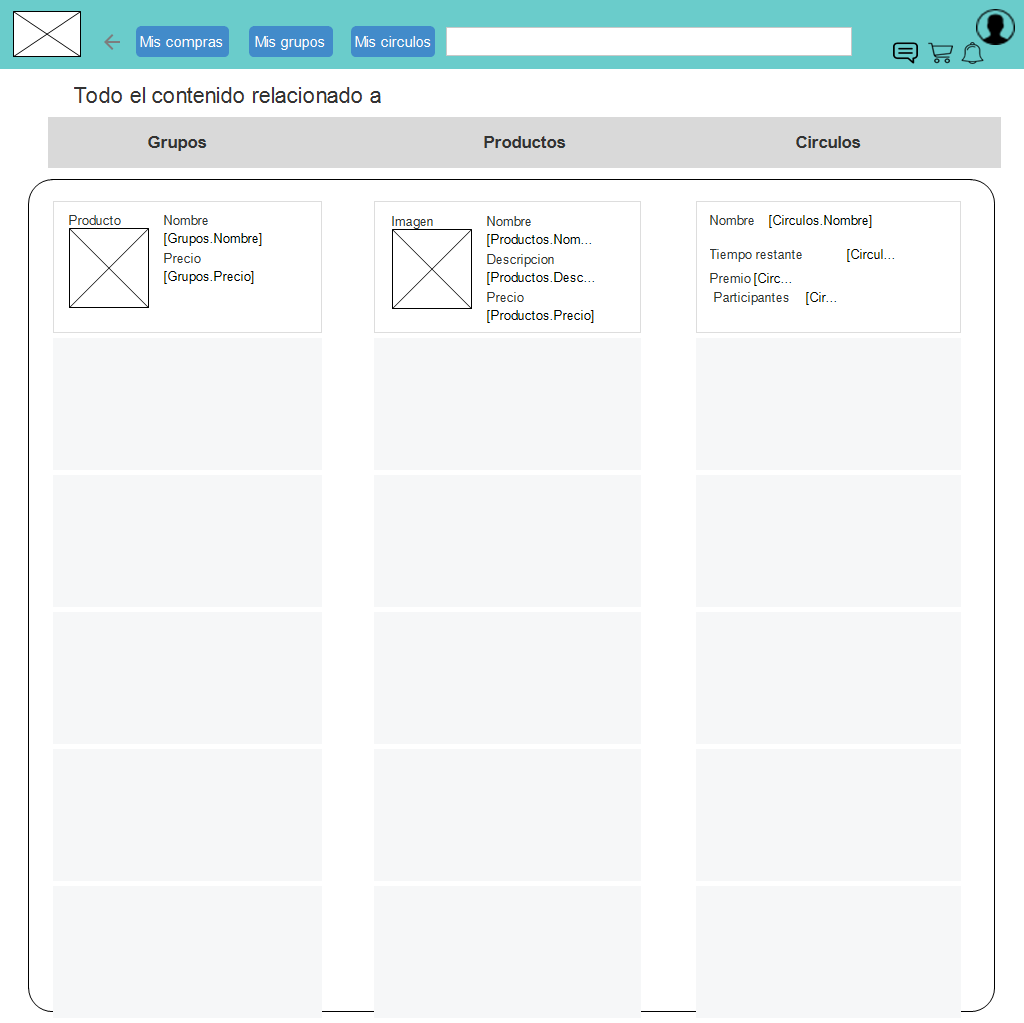 Mis compras
Mis grupos
Mis circulos
Todo el contenido relacionado a
Grupos
Productos
Circulos
Producto
Nombre
[Grupos.Nombre]
Precio
[Grupos.Precio]
Imagen
Nombre
[Productos.Nom...
Descripcion
[Productos.Desc...
Precio
[Productos.Precio]
Nombre [Circulos.Nombre]
Tiempo restante [Circul...
Premio [Circ...
Participantes [Cir...